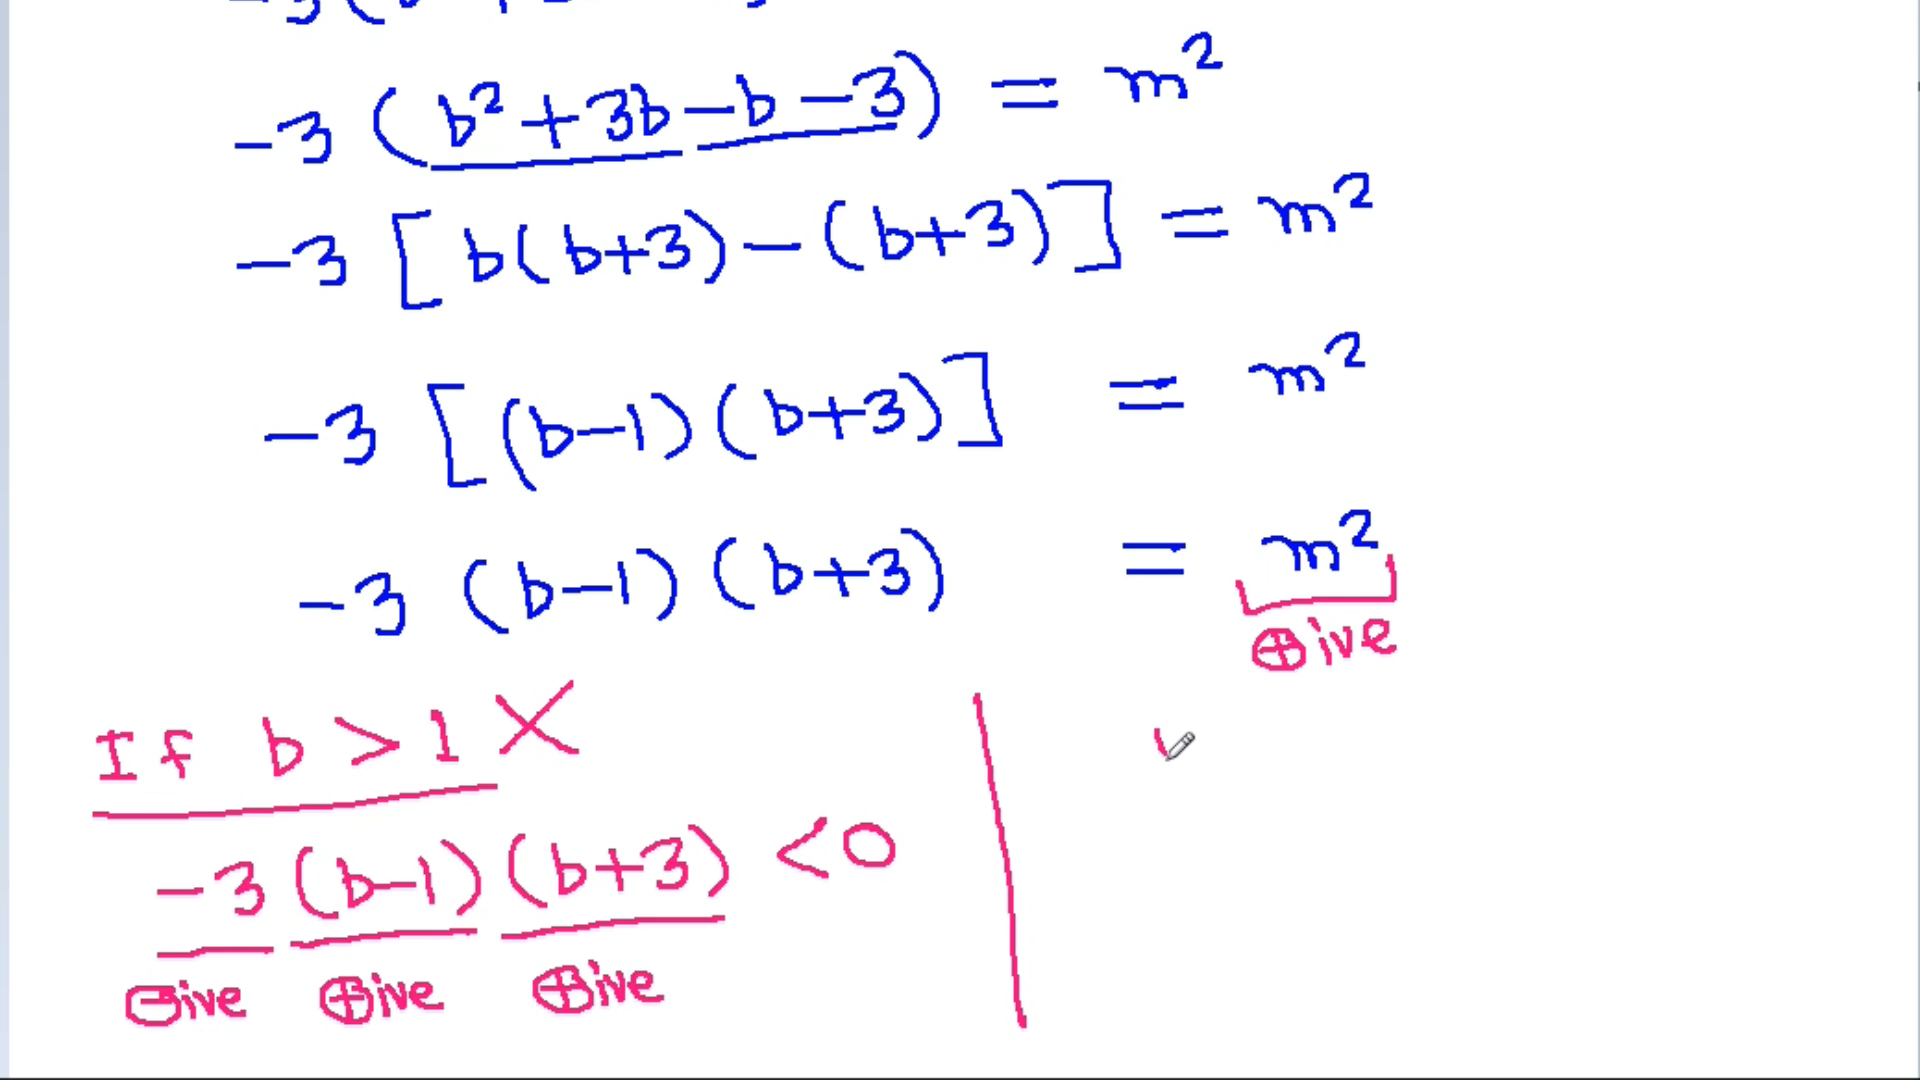 -3 (b² + 3b - b - 3) = m²
-3 [b(b+3) - (b+3)] = m²
-3 [(b-1)(b+3)] = m²
-3 (b-1) (b+3) = m²
⊕ive
If b > 1 X
-3 (b-1) (b+3) < 0
⊖ive ⊕ive ⊕ive